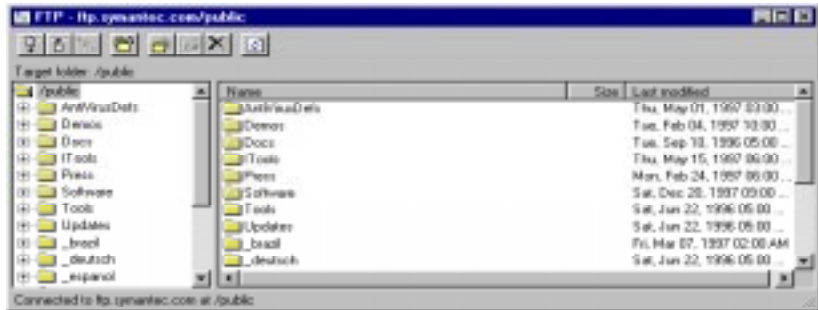 FTP - ftp.symantec.com/public
Target folder: /public
/public
AntiVirusDefs
Demos
Docs
ITools
Press
Software
Tools
Updates
_brazil
_deutsch
_espanol
Name Size Last modified
AntiVirusDefs Thu, May 01, 1997 03:00 ...
Demos Tue, Feb 04, 1997 10:00 ...
Docs Tue, Sep 10, 1996 05:00 ...
ITools Thu, May 15, 1997 06:00 ...
Press Mon, Feb 24, 1997 06:00 ...
Software Sat, Dec 20, 1997 09:00 ...
Tools Sat, Jun 22, 1996 05:00 ...
Updates Sat, Jun 22, 1996 05:00 ...
_brazil Fri, Mar 07, 1997 02:00 AM
_deutsch Sat, Jun 22, 1996 05:00 ...
Connected to ftp.symantec.com at /public